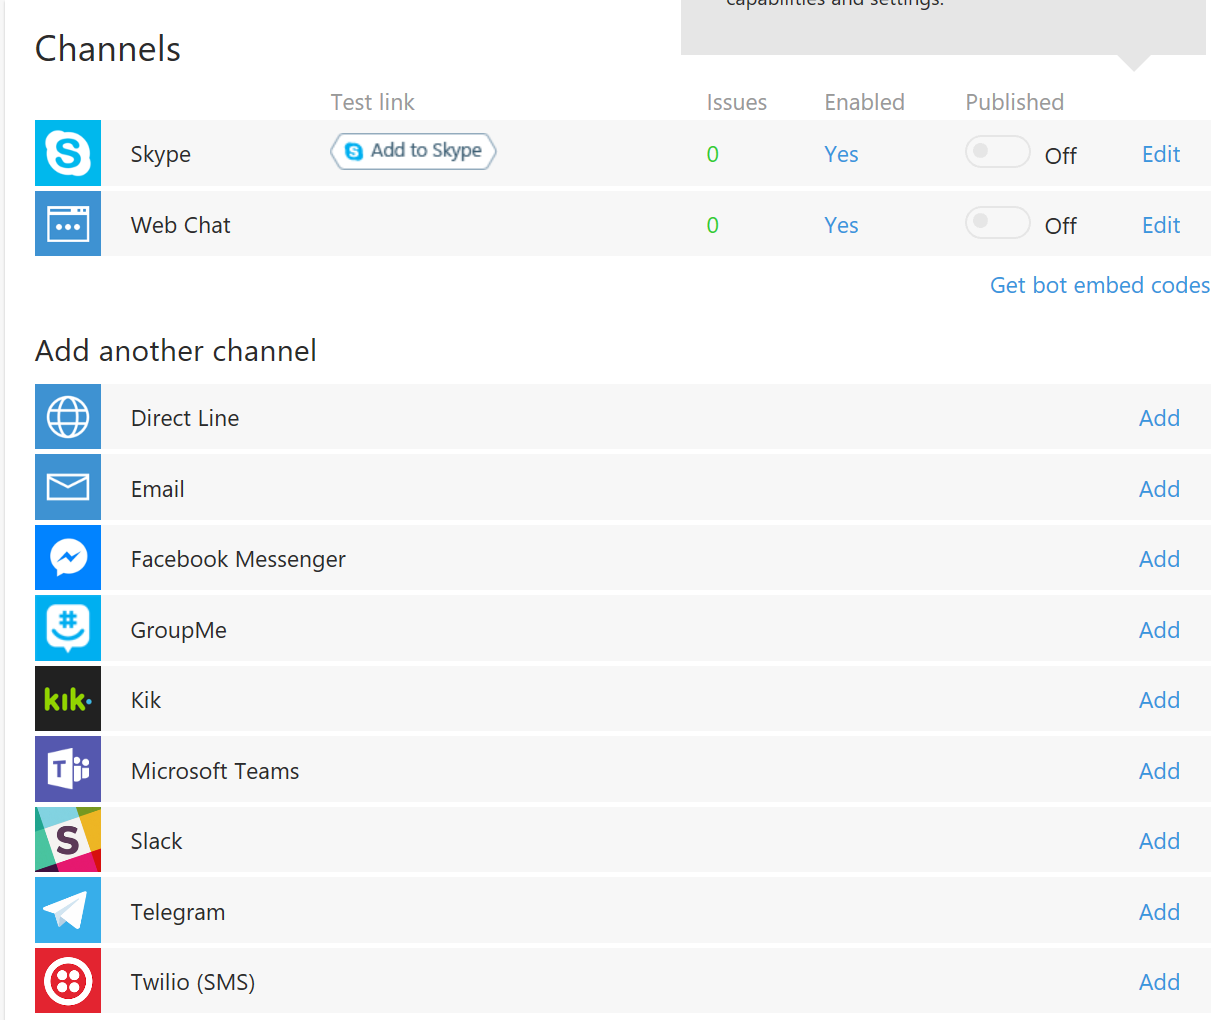 capabilities and settings.
Channels
Test link Issues Enabled Published
Skype Add to Skype 0 Yes Off Edit
Web Chat 0 Yes Off Edit
Get bot embed codes
Add another channel
Direct Line Add
Email Add
Facebook Messenger Add
GroupMe Add
kik. Kik Add
T Microsoft Teams Add
S Slack Add
Telegram Add
Twilio (SMS) Add